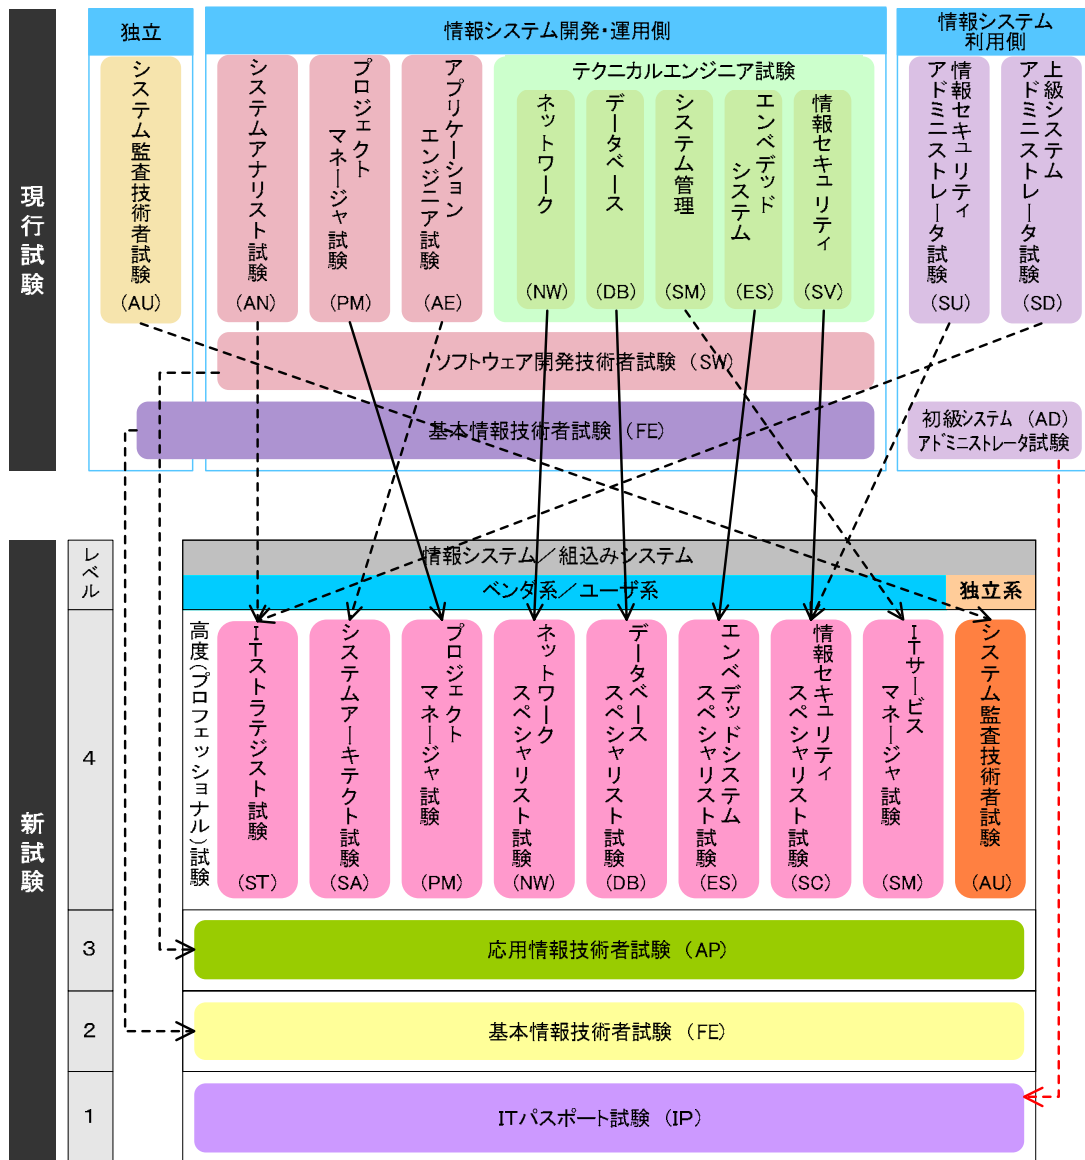 現行試験
独立
システム監査技術者試験
(AU)
情報システム開発・運用側
システムアナリスト試験
(AN)
プロジェクト
マネージャ試験
(PM)
アプリケーション
エンジニア試験
(AE)
テクニカルエンジニア試験
ネットワーク
(NW)
データベース
(DB)
システム管理
(SM)
エンベデッド
システム
(ES)
情報セキュリティ
(SV)
情報システム
利用側
情報セキュリティ
アドミニストレータ試験
(SU)
上級システム
アドミニストレータ試験
(SD)
ソフトウェア開発技術者試験 (SW)
基本情報技術者試験 (FE)
初級システム (AD)
アドミニストレータ試験
新試験
レベル
情報システム/組込みシステム
ベンダ系/ユーザ系
独立系
4
高度(プロフェッショナル)試験
ITストラテジスト試験
(ST)
システムアーキテクト試験
(SA)
プロジェクト
マネージャ試験
(PM)
ネットワーク
スペシャリスト試験
(NW)
データベース
スペシャリスト試験
(DB)
エンベデッドシステム
スペシャリスト試験
(ES)
情報セキュリティ
スペシャリスト試験
(SC)
ITサービス
マネージャ試験
(SM)
システム監査技術者試験
(AU)
3
応用情報技術者試験 (AP)
2
基本情報技術者試験 (FE)
1
ITパスポート試験 (IP)